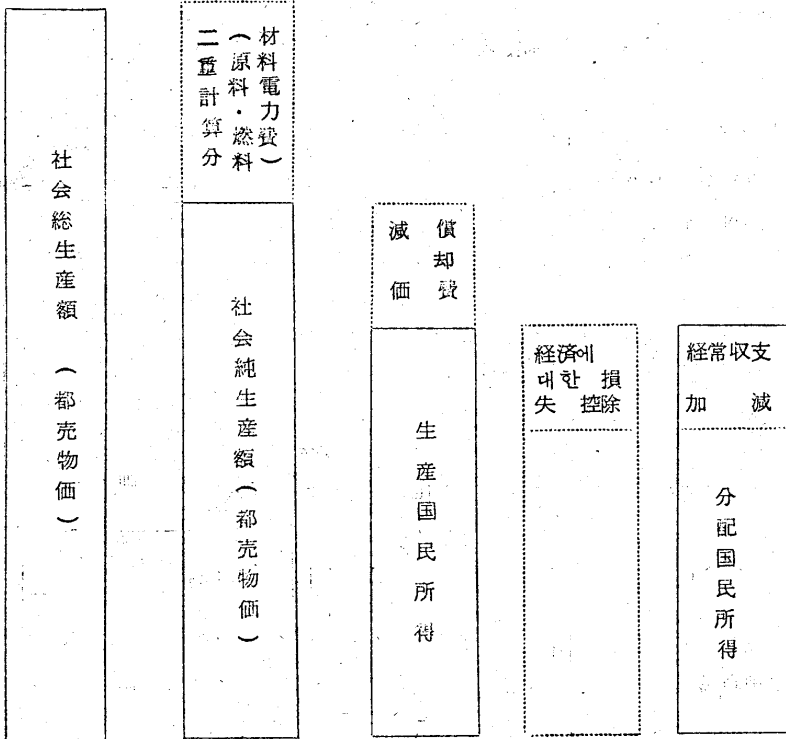 社会総生産額(都売物価)
材料電力費)
(原料・燃料
二重計算分
社会純生産額(都売物価)
減価
償却費
生産国民所得
経済에
대한 損
失 控除
経常収支
加 減
分配国民所得